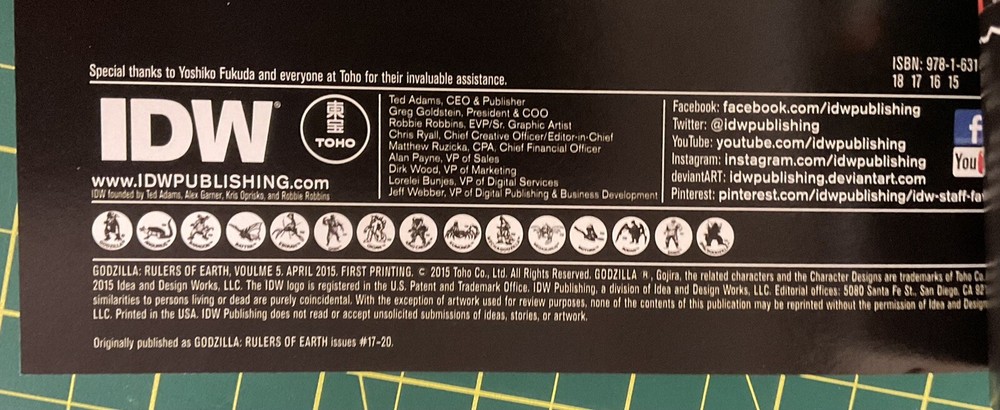 Special thanks to Yoshiko Fukuda and everyone at Toho for their invaluable assistance.
ISBN: 978-1-631
18 17 16 15
IDW®
東宝
TOHO
www.IDWPUBLISHING.com
IDW founded by Ted Adams, Alex Garner, Kris Oprisko, and Robbie Robbins
Ted Adams, CEO & Publisher
Greg Goldstein, President & COO
Robbie Robbins, EVP/Sr. Graphic Artist
Chris Ryall, Chief Creative Officer/Editor-in-Chief
Matthew Ruzicka, CPA, Chief Financial Officer
Alan Payne, VP of Sales
Dirk Wood, VP of Marketing
Lorelei Bunjes, VP of Digital Services
Jeff Webber, VP of Digital Publishing & Business Development
Facebook: facebook.com/idwpublishing
Twitter: @idwpublishing
YouTube: youtube.com/idwpublishing
Instagram: instagram.com/idwpublishing
deviantART: idwpublishing.deviantart.com
Pinterest: pinterest.com/idwpublishing/idw-staff-fa
f
You
GODZILLA: RULERS OF EARTH, VOULME 5. APRIL 2015. FIRST PRINTING. © 2015 Toho Co., Ltd. All Rights Reserved. GODZILLA ®, Gojira, the related characters and the Character Designs are trademarks of Toho Co.
2015 Idea and Design Works, LLC. The IDW logo is registered in the U.S. Patent and Trademark Office. IDW Publishing, a division of Idea and Design Works, LLC. Editorial offices: 5080 Santa Fe St., San Diego, CA 92
similarities to persons living or dead are purely coincidental. With the exception of artwork used for review purposes, none of the contents of this publication may be reprinted without the permission of Idea and Design
LLC. Printed in the USA. IDW Publishing does not read or accept unsolicited submissions of ideas, stories, or artwork.
Originally published as GODZILLA: RULERS OF EARTH issues #17-20.